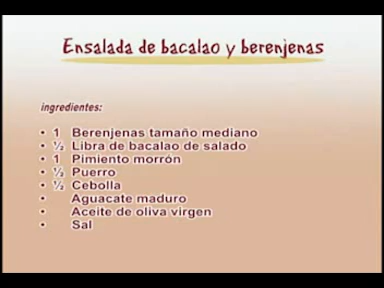 Ensalada de bacalao y berenjenas
ingredientes:
• 1 Berenjenas tamaño mediano
• ½ Libra de bacalao de salado
• 1 Pimiento morrón
• ½ Puerro
• ½ Cebolla
• Aguacate maduro
• Aceite de oliva virgen
• Sal